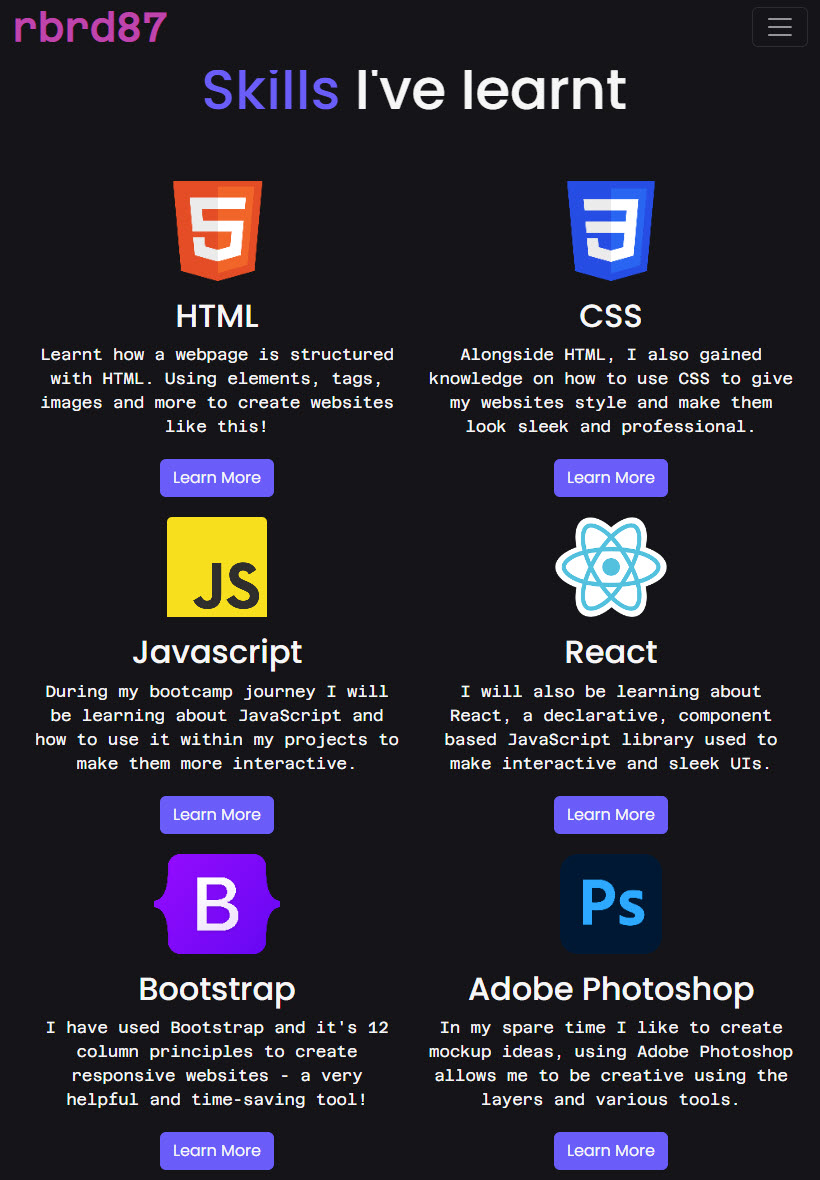 rbrd87
Skills I've learnt
HTML
Learnt how a webpage is structured
with HTML. Using elements, tags,
images and more to create websites
like this!
Learn More
CSS
Alongside HTML, I also gained
knowledge on how to use CSS to give
my websites style and make them
look sleek and professional.
Learn More
JS
Javascript
During my bootcamp journey I will
be learning about JavaScript and
how to use it within my projects to
make them more interactive.
Learn More
React
I will also be learning about
React, a declarative, component
based JavaScript library used to
make interactive and sleek UIs.
Learn More
B
Bootstrap
I have used Bootstrap and it's 12
column principles to create
responsive websites - a very
helpful and time-saving tool!
Learn More
Ps
Adobe Photoshop
In my spare time I like to create
mockup ideas, using Adobe Photoshop
allows me to be creative using the
layers and various tools.
Learn More